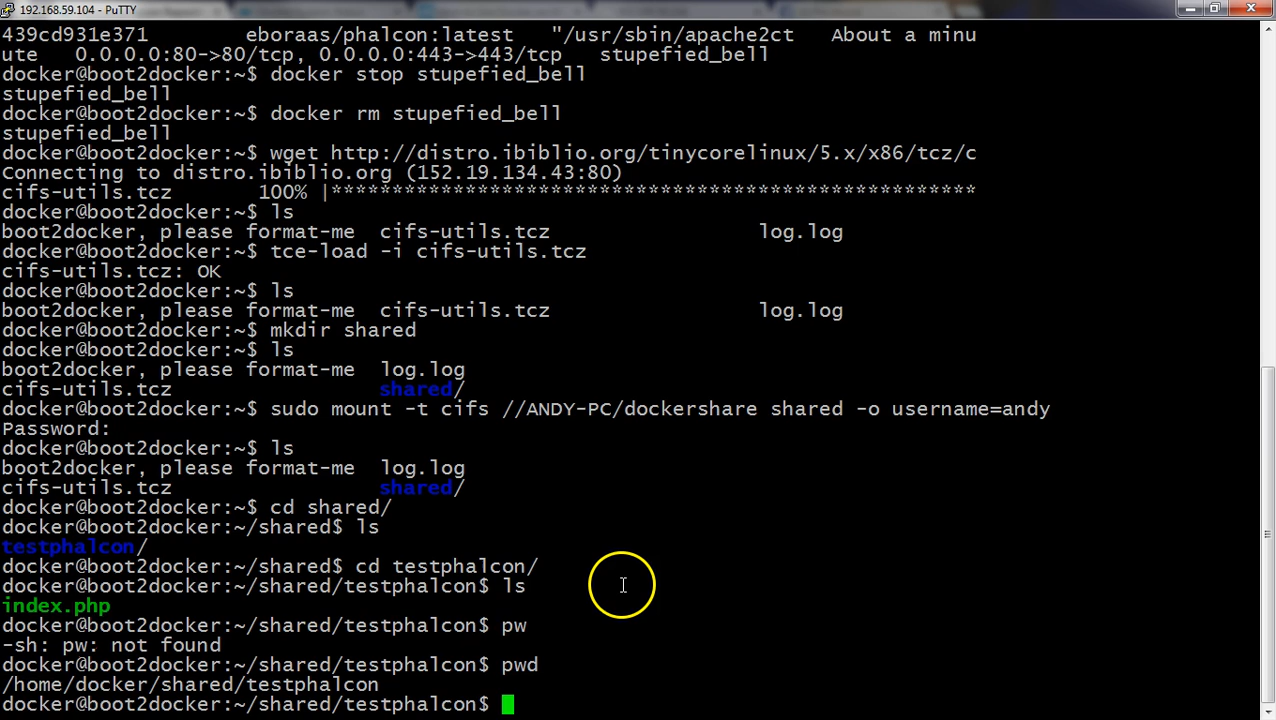 192.168.59.104 - PuTTY
439cd931e371        eboraas/phalcon:latest   "/usr/sbin/apache2ct   About a minu
ute   0.0.0.0:80->80/tcp, 0.0.0.0:443->443/tcp   stupefied_bell
docker@boot2docker:~$ docker stop stupefied_bell
stupefied_bell
docker@boot2docker:~$ docker rm stupefied_bell
stupefied_bell
docker@boot2docker:~$ wget http://distro.ibiblio.org/tinycorelinux/5.x/x86/tcz/c
Connecting to distro.ibiblio.org (152.19.134.43:80)
cifs-utils.tcz       100% |*****************************************************
docker@boot2docker:~$ ls
boot2docker, please format-me  cifs-utils.tcz                 log.log
docker@boot2docker:~$ tce-load -i cifs-utils.tcz
cifs-utils.tcz: OK
docker@boot2docker:~$ ls
boot2docker, please format-me  cifs-utils.tcz                 log.log
docker@boot2docker:~$ mkdir shared
docker@boot2docker:~$ ls
boot2docker, please format-me  log.log
cifs-utils.tcz                 shared/
docker@boot2docker:~$ sudo mount -t cifs //ANDY-PC/dockershare shared -o username=andy
Password:
docker@boot2docker:~$ ls
boot2docker, please format-me  log.log
cifs-utils.tcz                 shared/
docker@boot2docker:~$ cd shared/
docker@boot2docker:~/shared$ ls
testphalcon/
docker@boot2docker:~/shared$ cd testphalcon/
docker@boot2docker:~/shared/testphalcon$ ls
index.php
docker@boot2docker:~/shared/testphalcon$ pw
-sh: pw: not found
docker@boot2docker:~/shared/testphalcon$ pwd
/home/docker/shared/testphalcon
docker@boot2docker:~/shared/testphalcon$